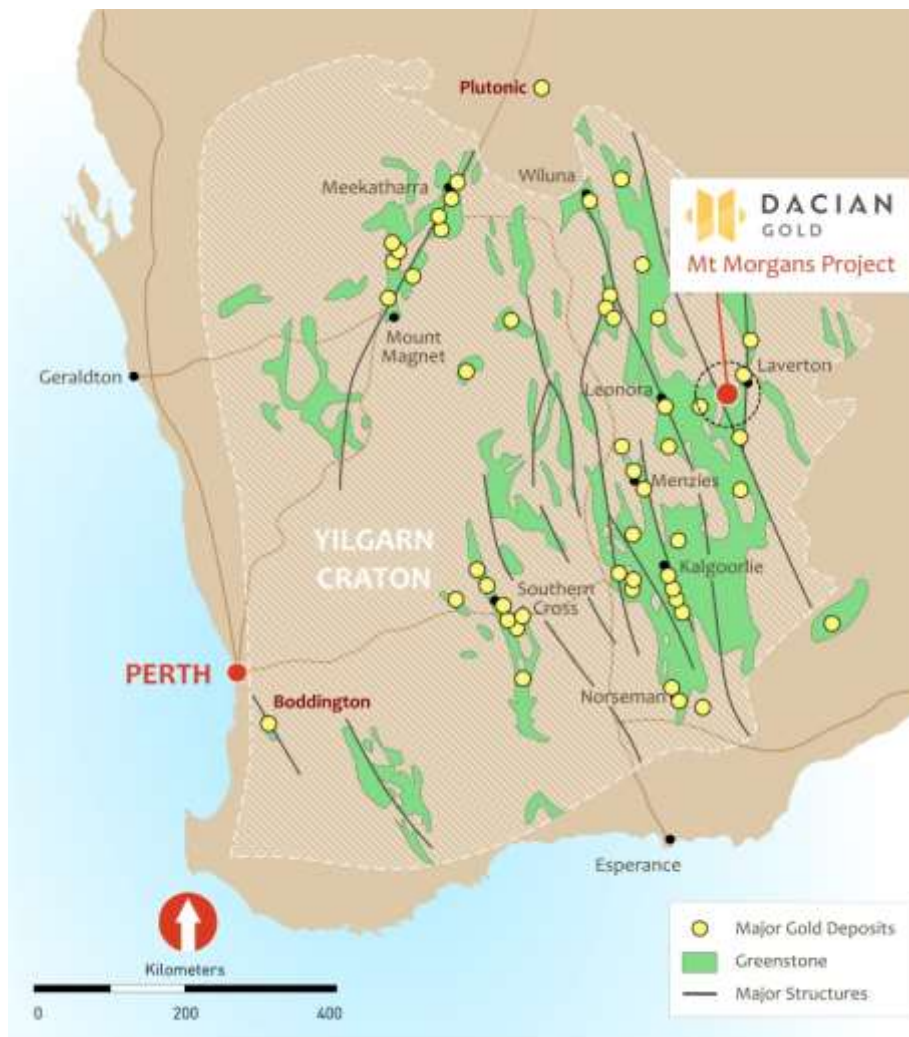 Plutonic
Meekatharra
Wiluna
DACIAN
GOLD
Mt Morgans Project
Mount
Magnet
Geraldton
Leonora
Laverton
Menzies
YILGARN
CRATON
Kalgoorlie
Southern
Cross
PERTH
Norseman
Boddington
Esperance
Major Gold Deposits
Greenstone
Major Structures
Kilometers
0 200 400